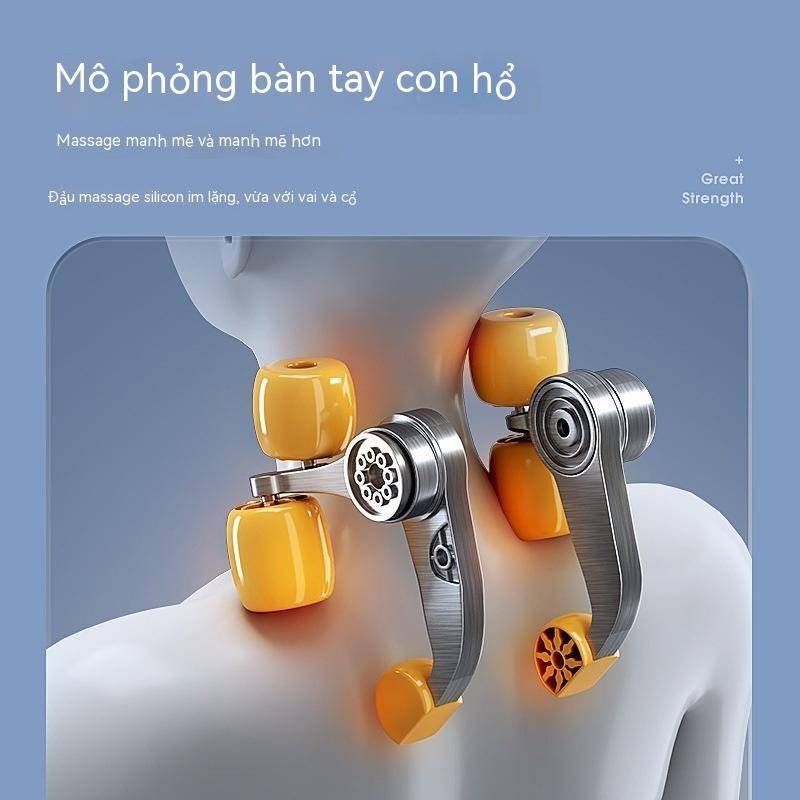 Mô phỏng bàn tay con hổ
Massage mạnh mẽ và mạnh mẽ hơn
Đầu massage silicon im lặng, vừa với vai và cổ
+
Great
Strength